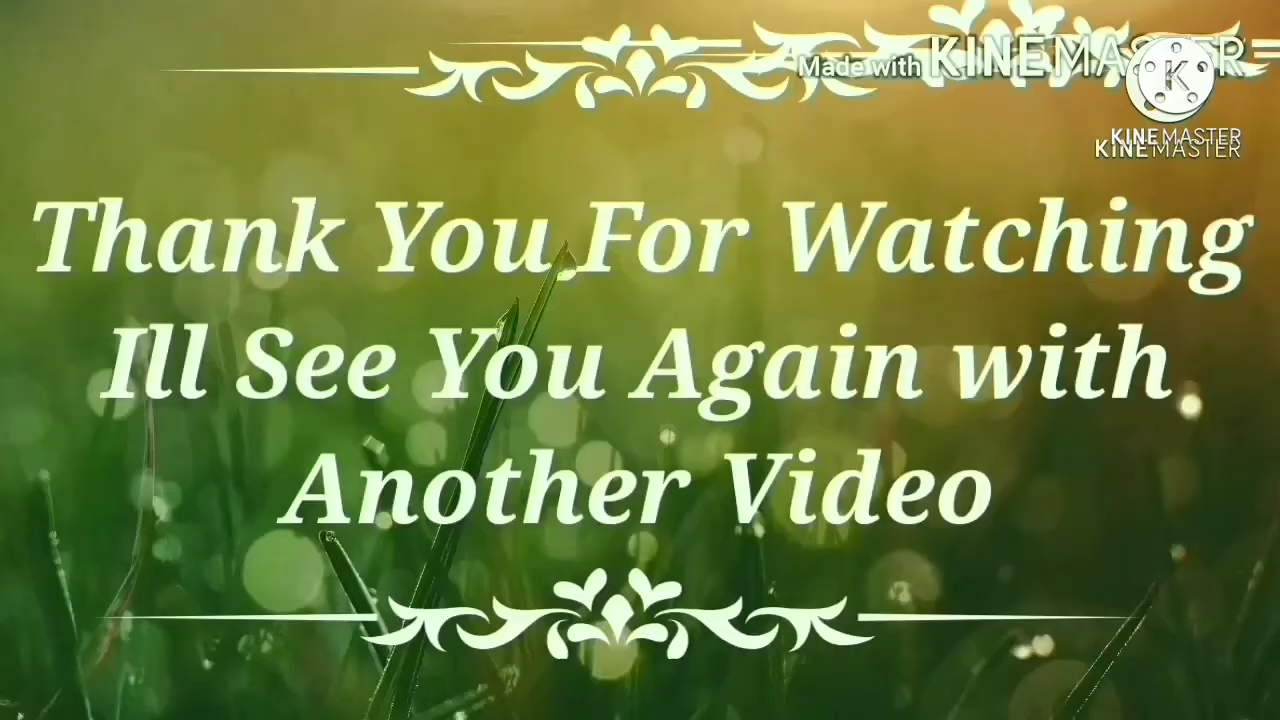 Made with KINEMASTER
K
KINEMASTER
KINEMASTER
Thank You For Watching
Ill See You Again with
Another Video